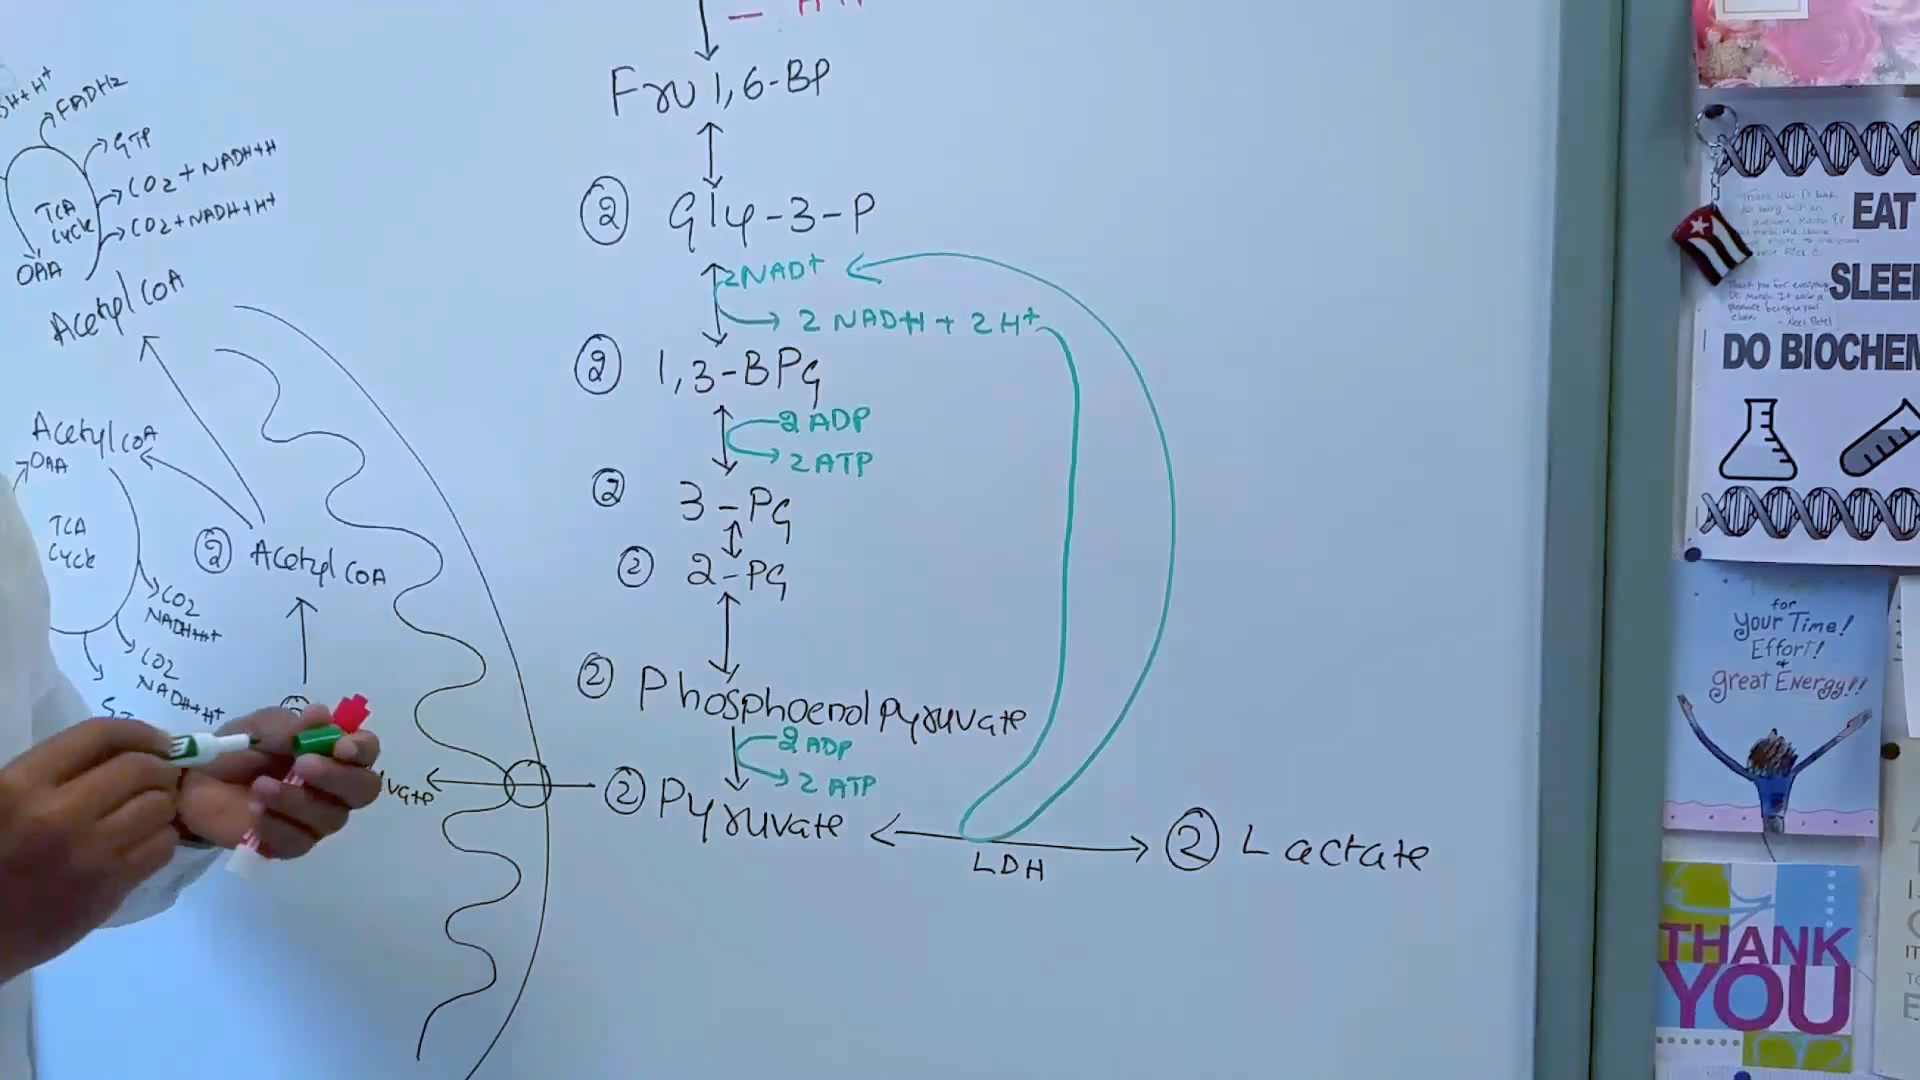 FADH2
GTP
CO2 + NADH+H
CO2 + NADH+H+
TCA
cycle
OAA
Acetyl CoA
Acetyl CoA
OAA
TCA
Cycle
② Acetyl CoA
CO2
NADH+H+
CO2
NADH+H+
Fru 1,6-BP
② Gly-3-P
2NAD+
2 NADH + 2H+
② 1,3-BPG
2 ADP
2 ATP
② 3-PG
② 2-PG
② Phosphoenolpyruvate
2 ADP
2 ATP
② Pyruvate
LDH
② Lactate
EAT
SLEEP
DO BIOCHEM
for
your Time!
Effort!
&
great Energy!!
THANK
YOU